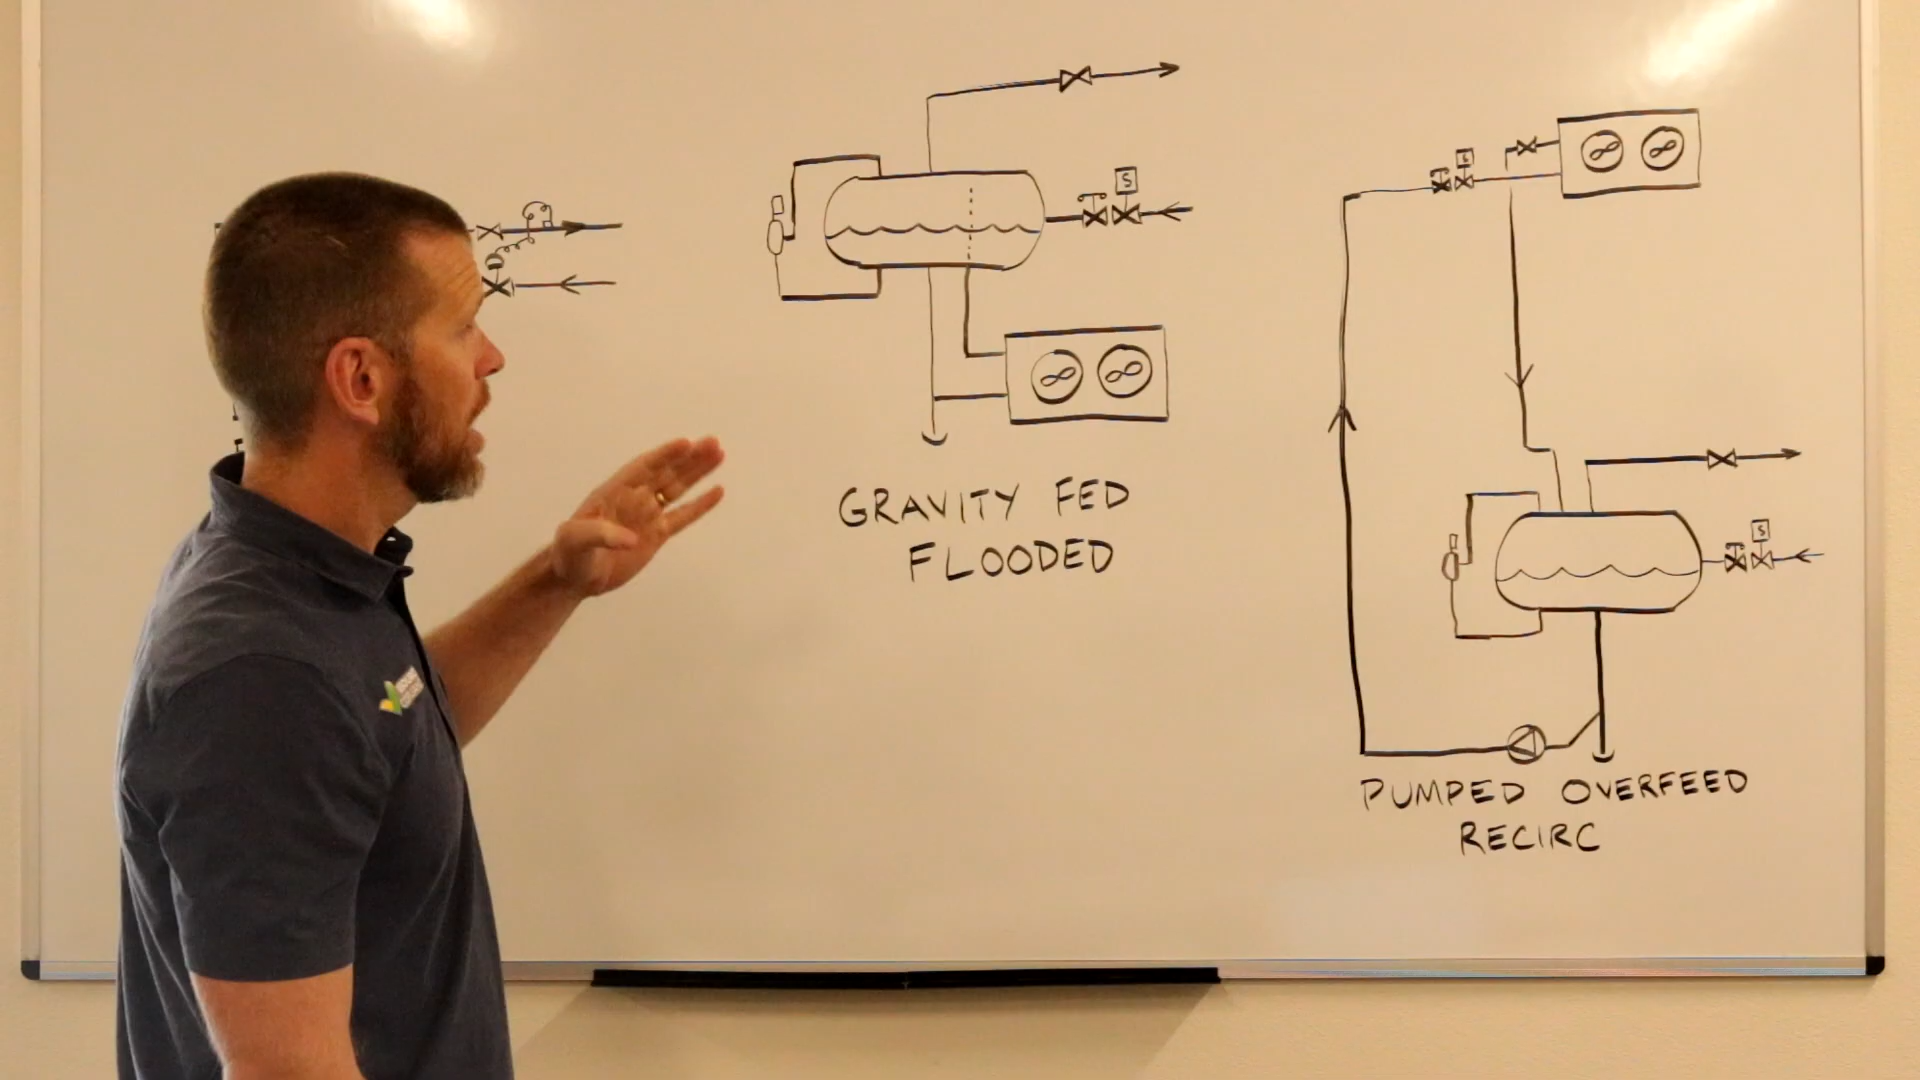 S
S
GRAVITY FED
FLOODED
S
PUMPED OVERFEED
RECIRC